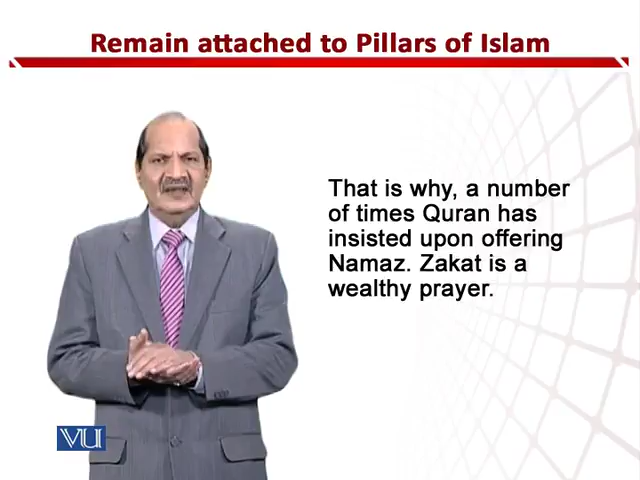 Remain attached to Pillars of Islam
That is why, a number
of times Quran has
insisted upon offering
Namaz. Zakat is a
wealthy prayer.
VU